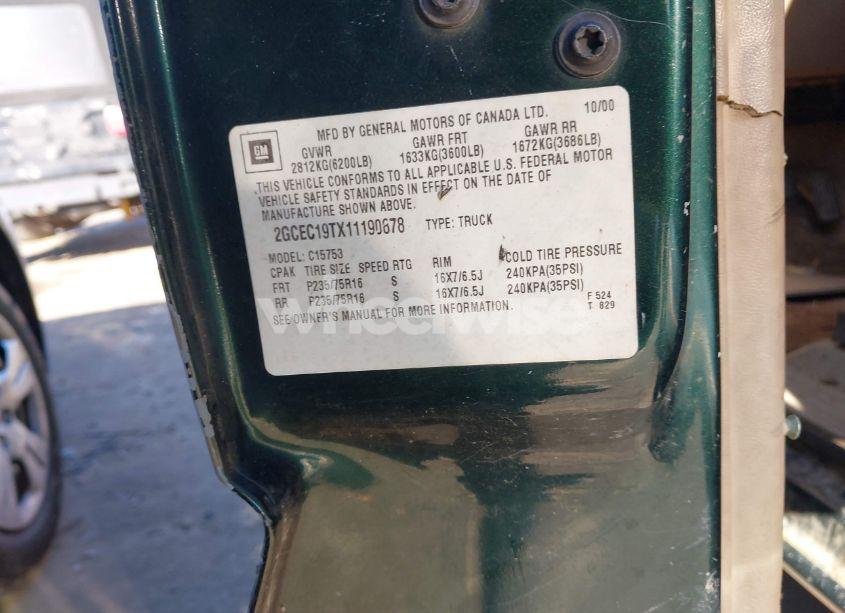 MFD BY GENERAL MOTORS OF CANADA LTD. 10/00
GM
GVWR GAWR FRT GAWR RR
2812KG(6200LB) 1633KG(3600LB) 1672KG(3686LB)
THIS VEHICLE CONFORMS TO ALL APPLICABLE U.S. FEDERAL MOTOR
VEHICLE SAFETY STANDARDS IN EFFECT ON THE DATE OF
MANUFACTURE SHOWN ABOVE.
2GCEC19TX11190678 TYPE: TRUCK
MODEL: C15753
CPAK TIRE SIZE SPEED RTG RIM COLD TIRE PRESSURE
FRT P235/75R16 S 16X7/6.5J 240KPA(35PSI)
RR P235/75R16 S 16X7/6.5J 240KPA(35PSI)
SEE OWNER'S MANUAL FOR MORE INFORMATION.
F 524
T 829
wheelwise